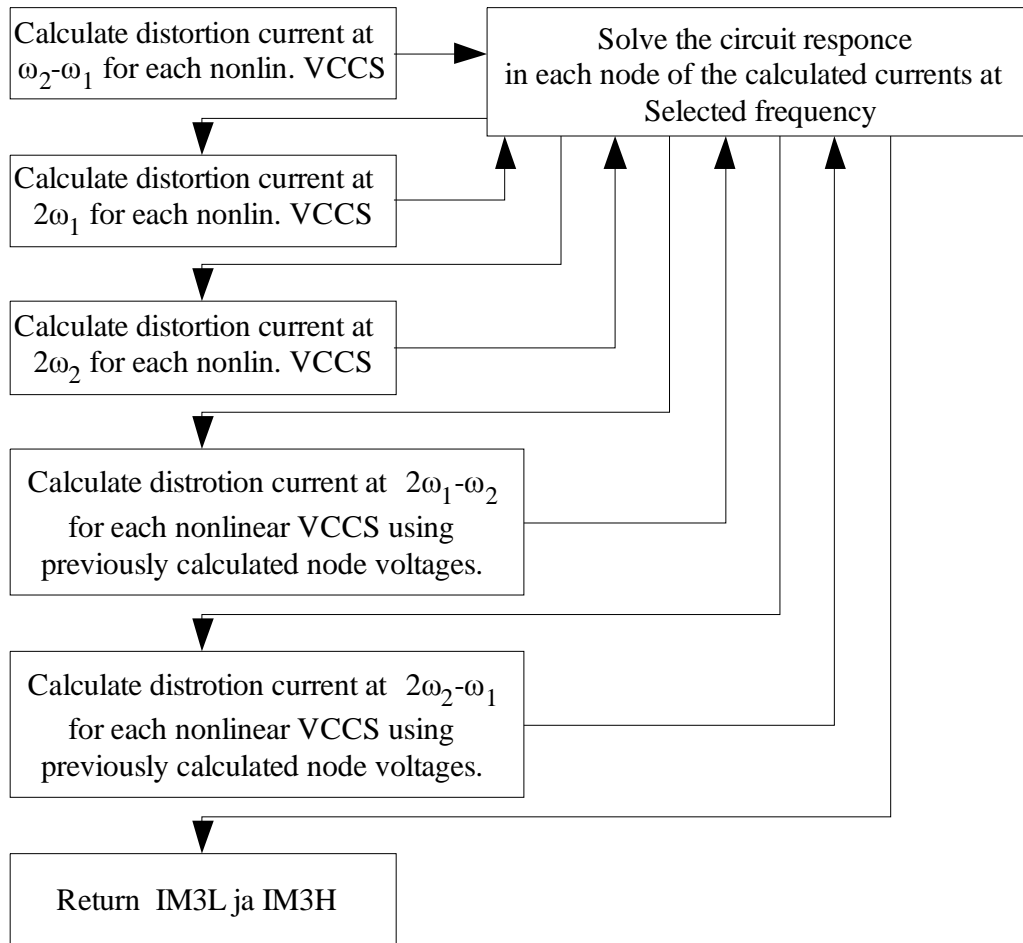 Calculate distortion current at
ω₂-ω₁ for each nonlin. VCCS
Solve the circuit responce
in each node of the calculated currents at
Selected frequency
Calculate distortion current at
2ω₁ for each nonlin. VCCS
Calculate distortion current at
2ω₂ for each nonlin. VCCS
Calculate distrotion current at 2ω₁-ω₂
for each nonlinear VCCS using
previously calculated node voltages.
Calculate distrotion current at 2ω₂-ω₁
for each nonlinear VCCS using
previously calculated node voltages.
Return IM3L ja IM3H